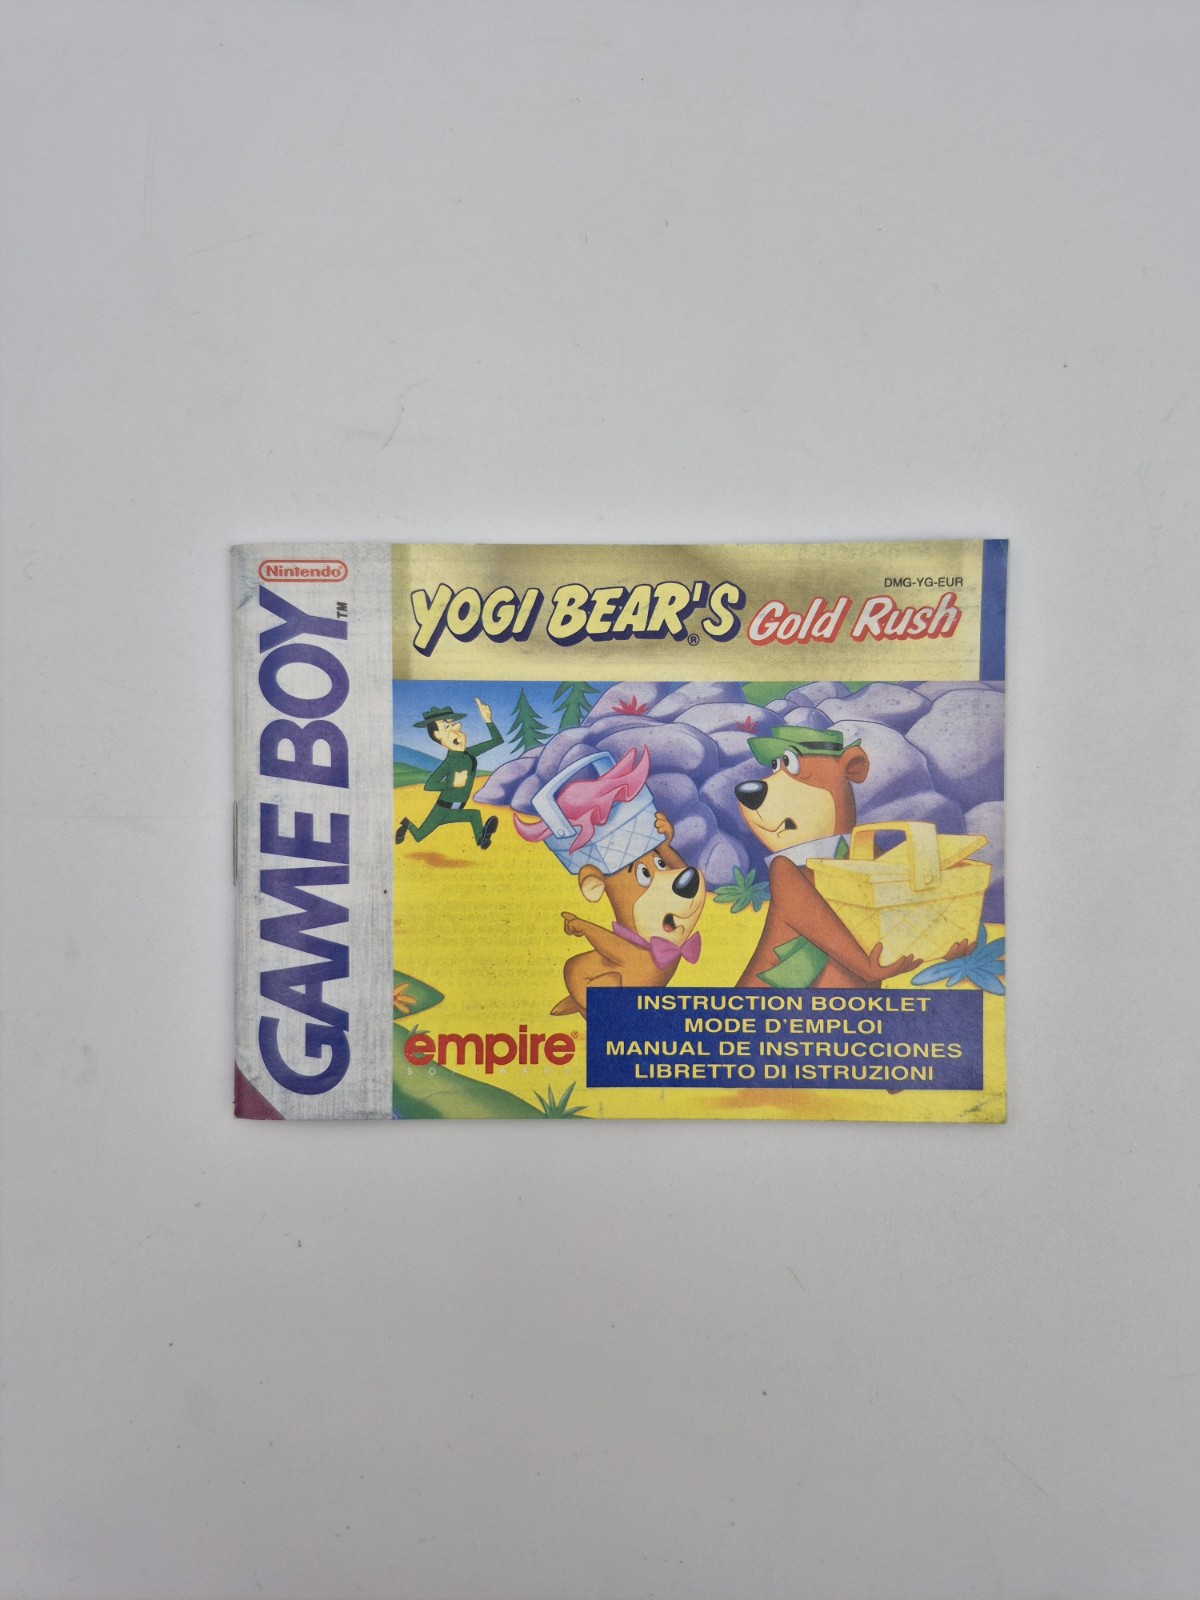 Nintendo®
GAME BOY™
DMG-YG-EUR
YOGI BEAR'S® Gold Rush
empire®
SOFTWARE
INSTRUCTION BOOKLET
MODE D'EMPLOI
MANUAL DE INSTRUCCIONES
LIBRETTO DI ISTRUZIONI